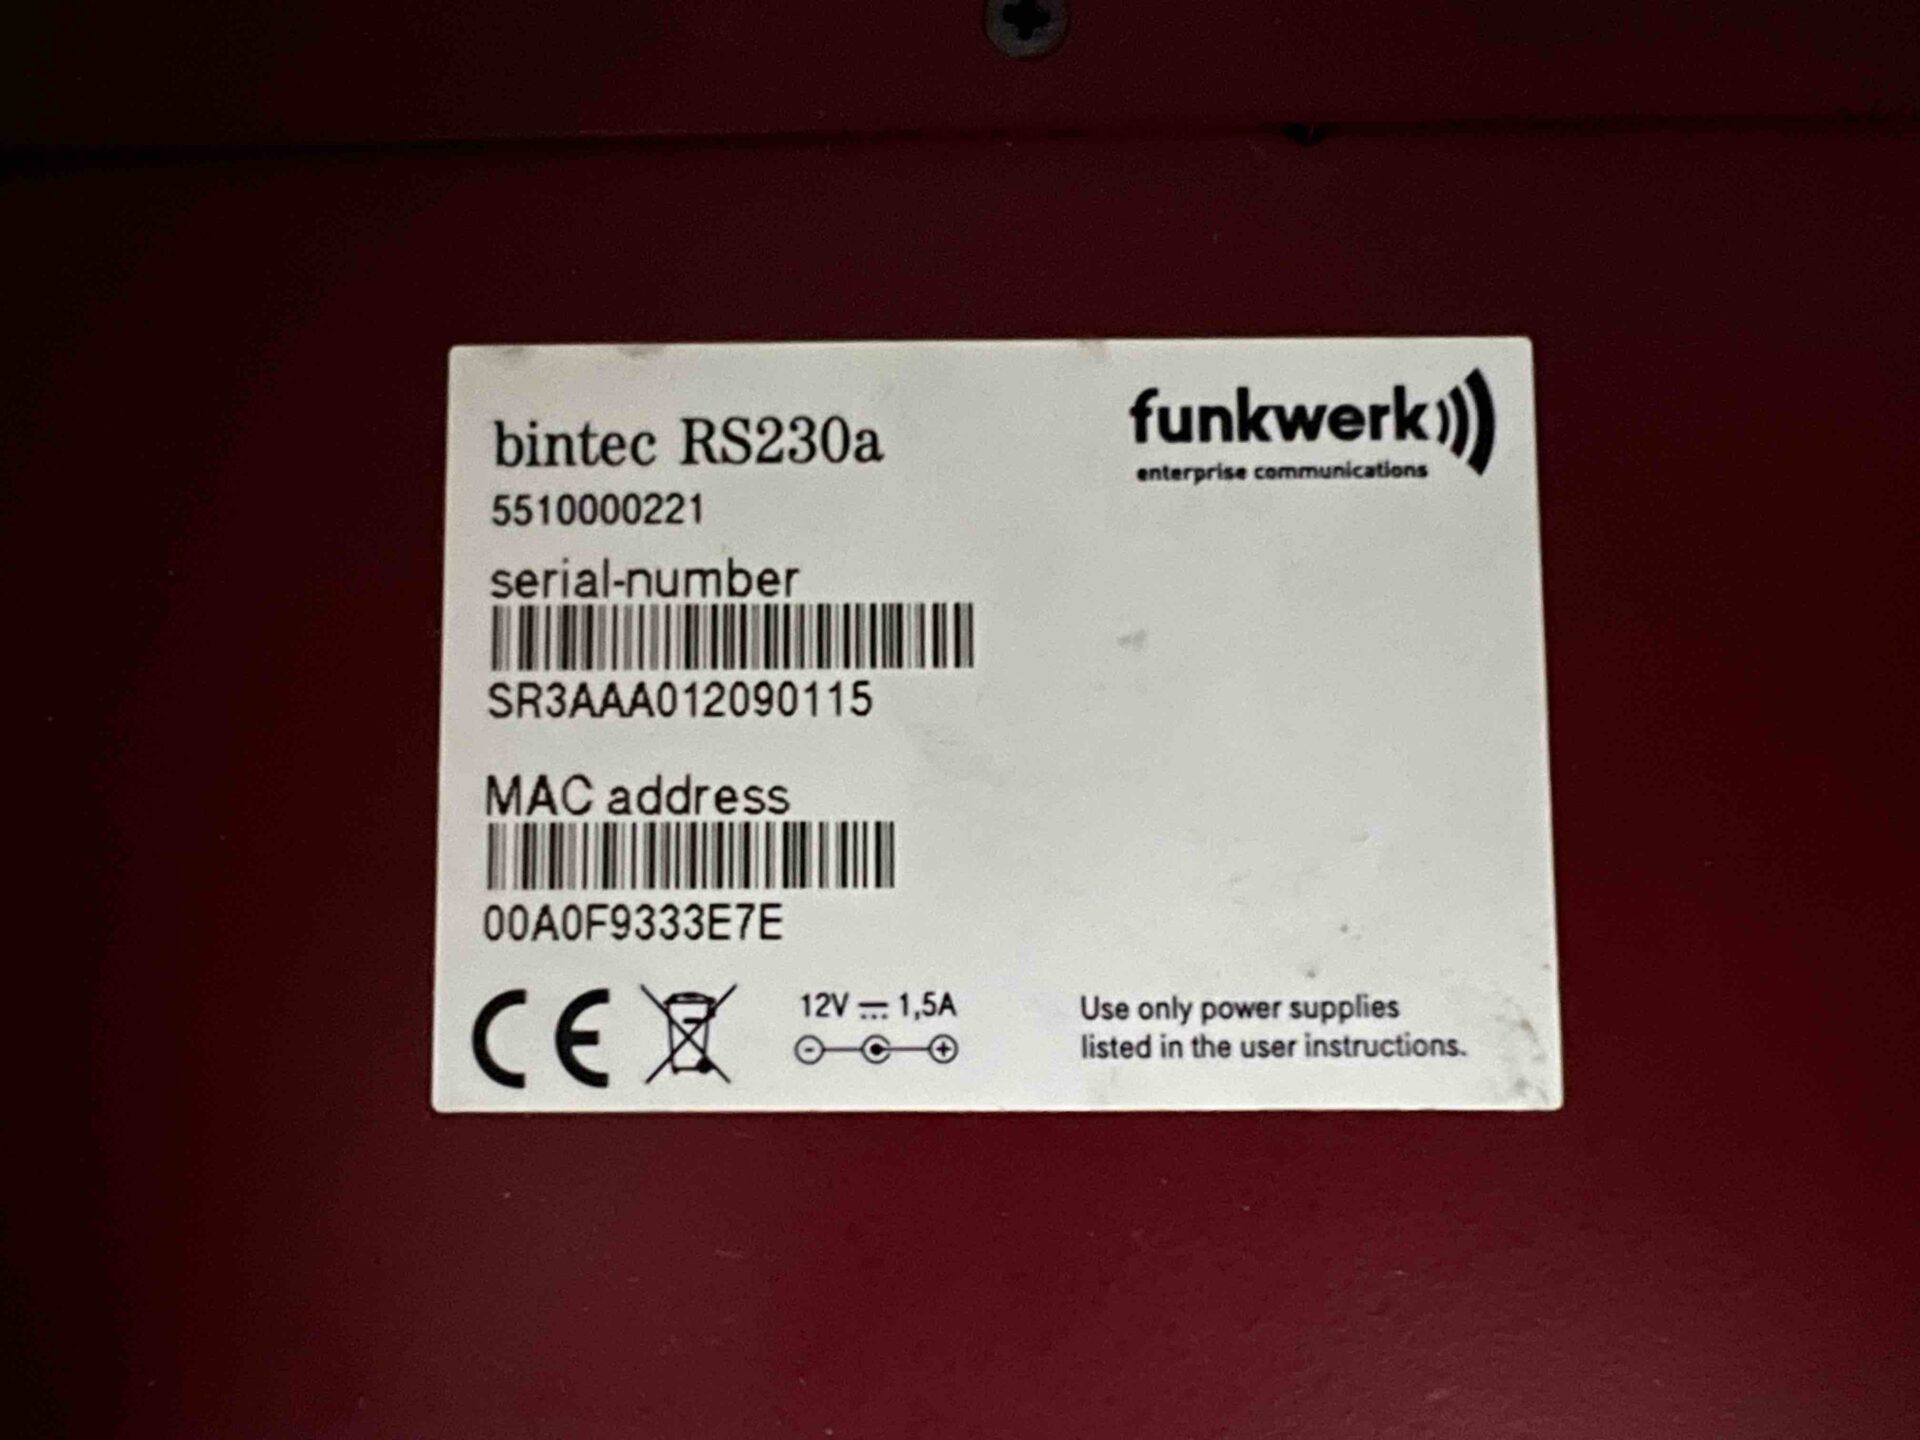 bintec RS230a
5510000221
funkwerk
enterprise communications
serial-number
SR3AAA012090115
MAC address
00A0F9333E7E
CE
12V ⎓ 1,5A
- +
Use only power supplies
listed in the user instructions.